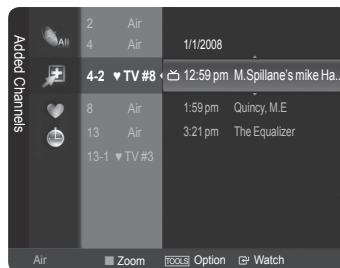 Added Channels
All
2 Air
4 Air 1/1/2008
4-2 ♥ TV #8 12:59 pm M.Spillane's mike Ha..
8 Air 1:59 pm Quincy, M.E
13 Air 3:21 pm The Equalizer
13-1 ♥ TV #3
Air Zoom TOOLS Option Watch